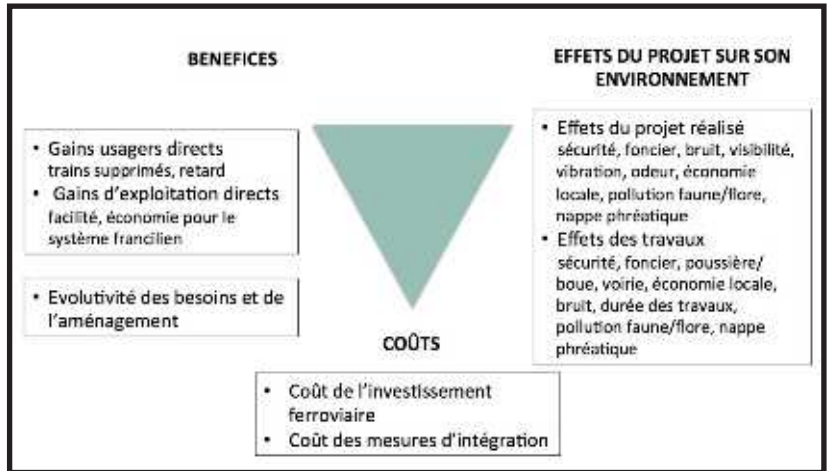 BENEFICES
• Gains usagers directs
trains supprimés, retard
• Gains d'exploitation directs
facilité, économie pour le
système francilien
• Evolutivité des besoins et de
l'aménagement
EFFETS DU PROJET SUR SON
ENVIRONNEMENT
• Effets du projet réalisé
sécurité, foncier, bruit, visibilité,
vibration, odeur, économie
locale, pollution faune/flore,
nappe phréatique
• Effets des travaux
sécurité, foncier, poussière/
boue, voirie, économie locale,
bruit, durée des travaux,
pollution faune/flore, nappe
phréatique
COÛTS
• Coût de l'investissement
ferroviaire
• Coût des mesures d'intégration